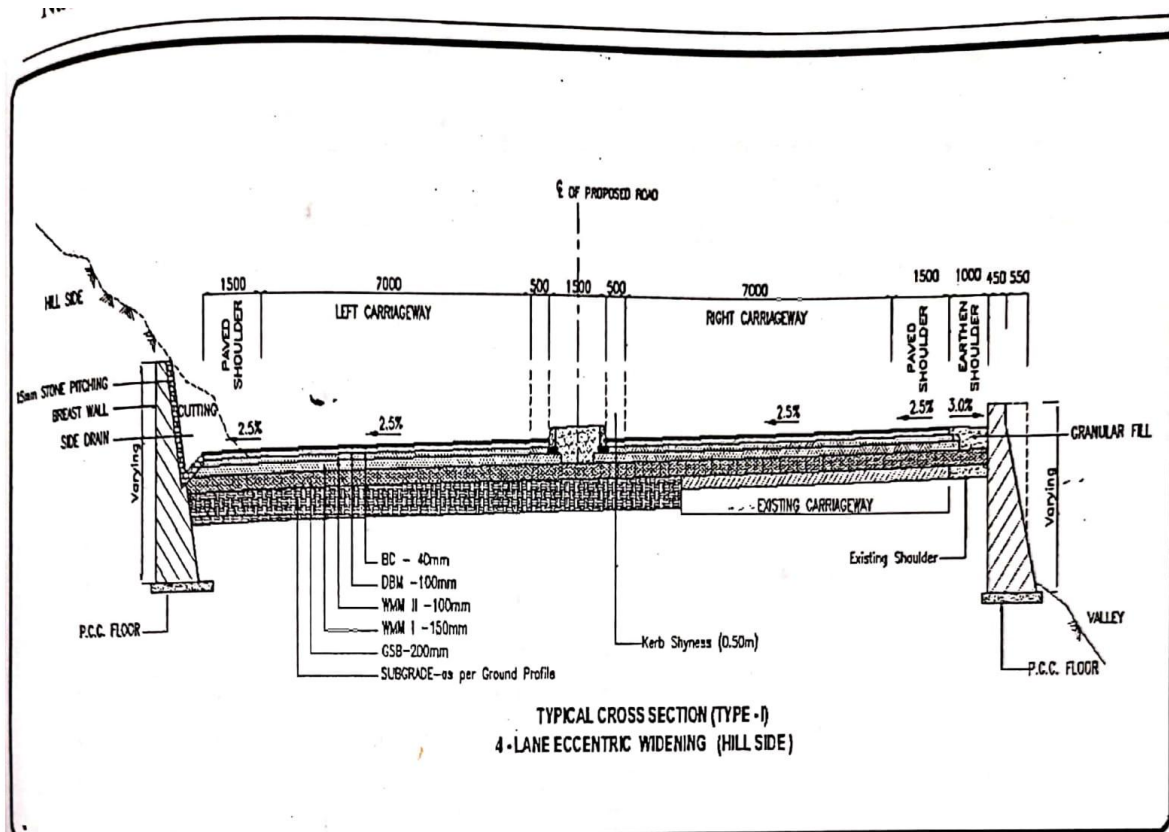 ℄ OF PROPOSED ROAD
1500 7000 500 1500 500 7000 1500 1000 450 550
HILL SIDE
PAVED SHOULDER
LEFT CARRIAGEWAY
RIGHT CARRIAGEWAY
PAVED SHOULDER
EARTHEN SHOULDER
15mm STONE PITCHING
BREAST WALL
CUTTING
SIDE DRAIN
2.5% 2.5% 2.5% 2.5% 3.0%
GRANULAR FILL
Varying
Varying
EXISTING CARRIAGEWAY
Existing Shoulder
BC - 40mm
DBM -100mm
WMM II -100mm
WMM I -150mm
GSB-200mm
SUBGRADE-as per Ground Profile
Kerb Shyness (0.50m)
P.C.C. FLOOR
VALLEY
P.C.C. FLOOR
TYPICAL CROSS SECTION (TYPE -I)
4 - LANE ECCENTRIC WIDENING (HILL SIDE)